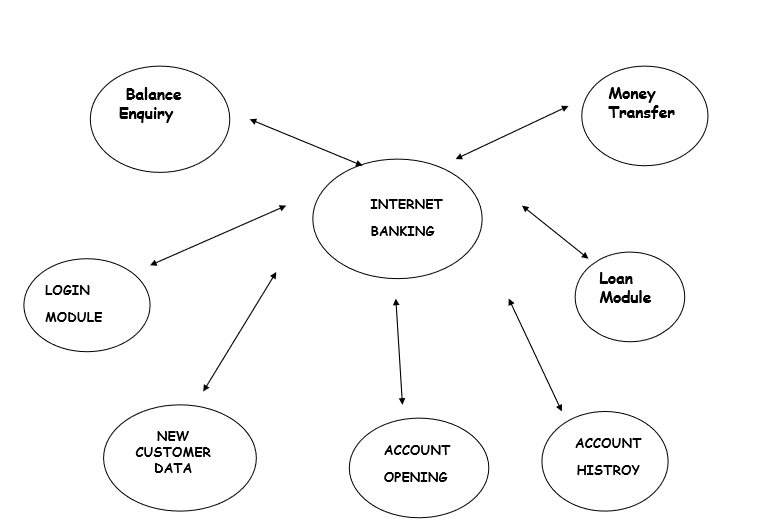 Balance
Enquiry
Money
Transfer
INTERNET
BANKING
LOGIN
MODULE
Loan
Module
NEW
CUSTOMER
DATA
ACCOUNT
OPENING
ACCOUNT
HISTROY